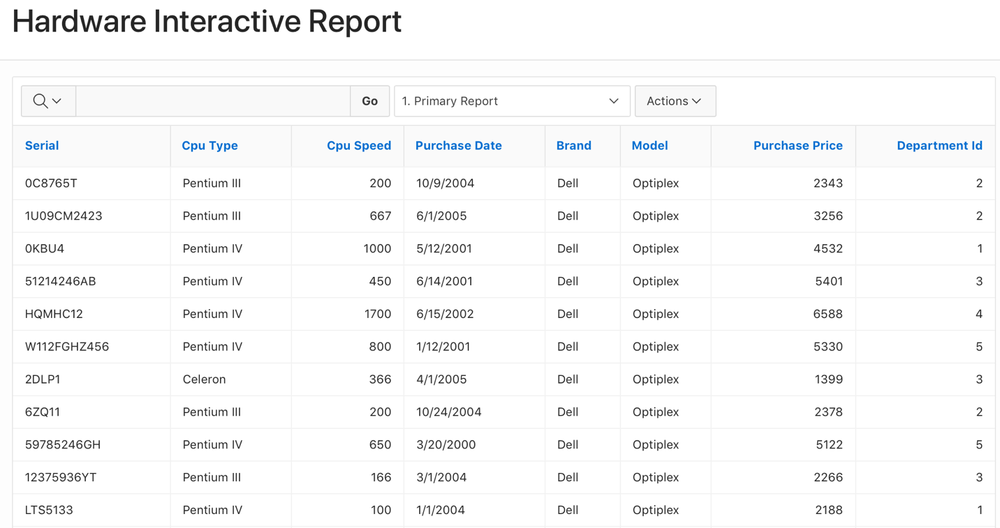 Hardware Interactive Report
Go 1. Primary Report Actions
Serial Cpu Type Cpu Speed Purchase Date Brand Model Purchase Price Department Id
0C8765T Pentium III 200 10/9/2004 Dell Optiplex 2343 2
1U09CM2423 Pentium III 667 6/1/2005 Dell Optiplex 3256 2
0KBU4 Pentium IV 1000 5/12/2001 Dell Optiplex 4532 1
51214246AB Pentium IV 450 6/14/2001 Dell Optiplex 5401 3
HQMHC12 Pentium IV 1700 6/15/2002 Dell Optiplex 6588 4
W112FGHZ456 Pentium IV 800 1/12/2001 Dell Optiplex 5330 5
2DLP1 Celeron 366 4/1/2005 Dell Optiplex 1399 3
6ZQ11 Pentium III 200 10/24/2004 Dell Optiplex 2378 2
59785246GH Pentium IV 650 3/20/2000 Dell Optiplex 5122 5
12375936YT Pentium III 166 3/1/2004 Dell Optiplex 2266 3
LTS5133 Pentium IV 100 1/1/2004 Dell Optiplex 2188 1